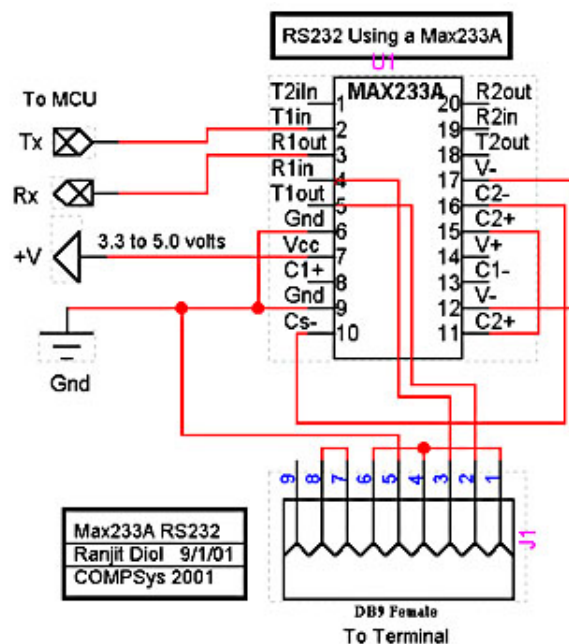 RS232 Using a Max233A
U1
MAX233A
To MCU
Tx
Rx
+V
3.3 to 5.0 volts
Gnd
T2iIn
1
T1in
2
R1out
3
R1in
4
T1out
5
Gnd
6
Vcc
7
C1+
8
Gnd
9
Cs-
10
R2out
20
R2in
19
T2out
18
V-
17
C2-
16
C2+
15
V+
14
C1-
13
V-
12
C2+
11
9 8 7 6 5 4 3 2 1
J1
DB9 Female
To Terminal
Max233A RS232
Ranjit Diol 9/1/01
COMPSys 2001